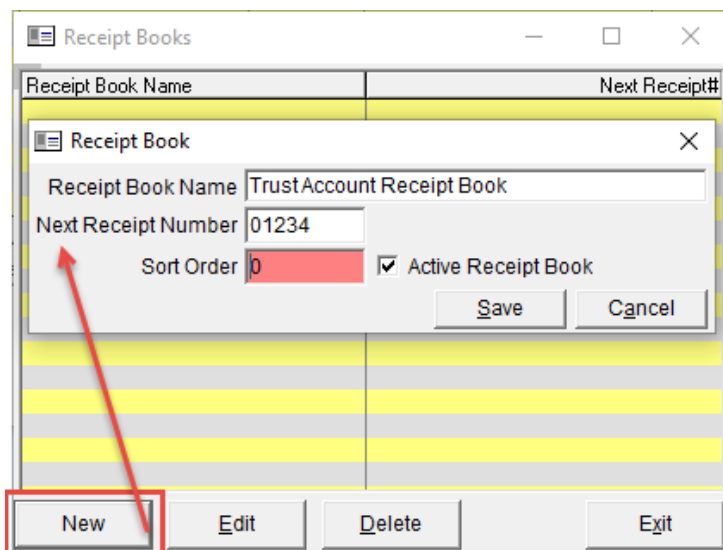 Receipt Books
Receipt Book Name Next Receipt#
Receipt Book
Receipt Book Name Trust Account Receipt Book
Next Receipt Number 01234
Sort Order 0 Active Receipt Book
Save Cancel
New Edit Delete Exit